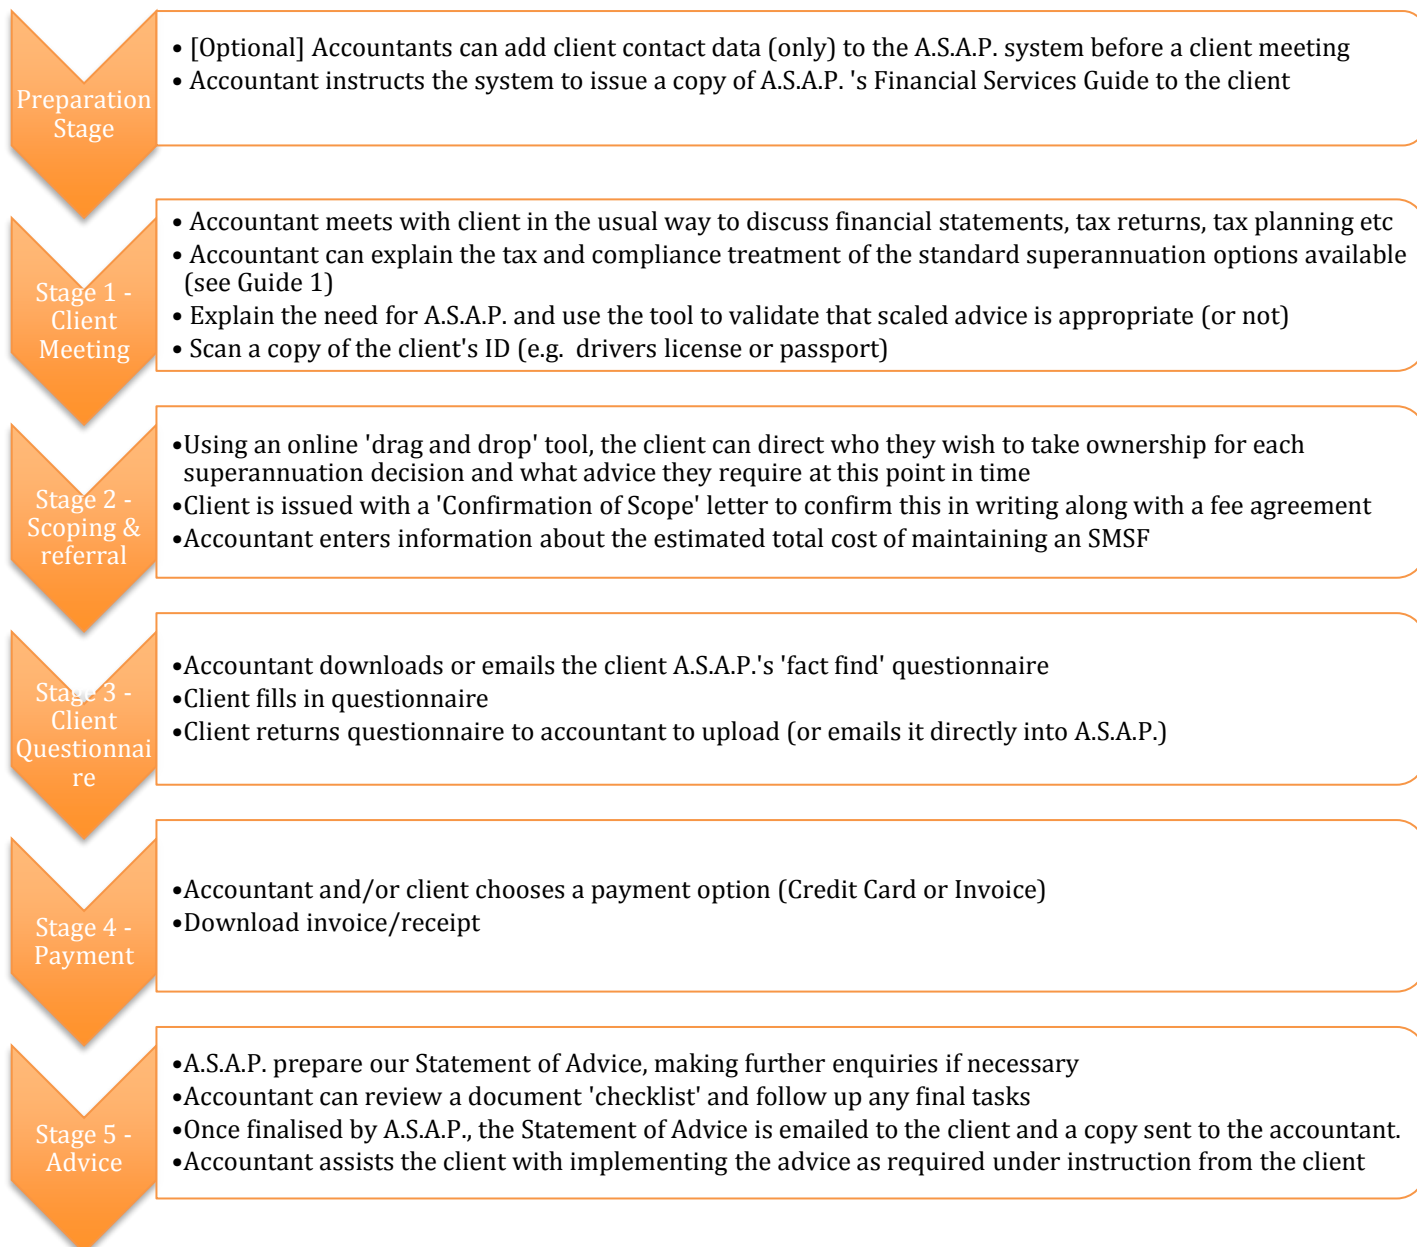 Preparation
Stage
• [Optional] Accountants can add client contact data (only) to the A.S.A.P. system before a client meeting
• Accountant instructs the system to issue a copy of A.S.A.P. 's Financial Services Guide to the client
Stage 1 -
Client
Meeting
• Accountant meets with client in the usual way to discuss financial statements, tax returns, tax planning etc
• Accountant can explain the tax and compliance treatment of the standard superannuation options available
(see Guide 1)
• Explain the need for A.S.A.P. and use the tool to validate that scaled advice is appropriate (or not)
• Scan a copy of the client's ID (e.g. drivers license or passport)
Stage 2 -
Scoping &
referral
•Using an online 'drag and drop' tool, the client can direct who they wish to take ownership for each
superannuation decision and what advice they require at this point in time
•Client is issued with a 'Confirmation of Scope' letter to confirm this in writing along with a fee agreement
•Accountant enters information about the estimated total cost of maintaining an SMSF
Stage 3 -
Client
Questionnai
re
•Accountant downloads or emails the client A.S.A.P.'s 'fact find' questionnaire
•Client fills in questionnaire
•Client returns questionnaire to accountant to upload (or emails it directly into A.S.A.P.)
Stage 4 -
Payment
•Accountant and/or client chooses a payment option (Credit Card or Invoice)
•Download invoice/receipt
Stage 5 -
Advice
•A.S.A.P. prepare our Statement of Advice, making further enquiries if necessary
•Accountant can review a document 'checklist' and follow up any final tasks
•Once finalised by A.S.A.P., the Statement of Advice is emailed to the client and a copy sent to the accountant.
•Accountant assists the client with implementing the advice as required under instruction from the client